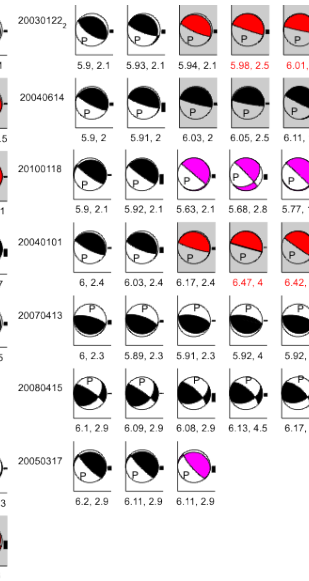 20030122₂ P P P P P
5.9, 2.1 5.93, 2.1 5.94, 2.1 5.98, 2.5 6.01,
20040614 P P P P P
.5 5.9, 2 5.91, 2 6.03, 2 6.05, 2.5 6.11,
20100118 P P P P P
1 5.9, 2.1 5.92, 2.1 5.63, 2.1 5.68, 2.8 5.77,
20040101 P P P P P
6, 2.4 6.03, 2.4 6.17, 2.4 6.47, 4 6.42,
20070413 P P P P P
6, 2.3 5.89, 2.3 5.91, 2.3 5.92, 4 5.92,
20080415 P P P P P
6.1, 2.9 6.09, 2.9 6.08, 2.9 6.13, 4.5 6.17,
20050317 P P P
3 6.2, 2.9 6.11, 2.9 6.11, 2.9